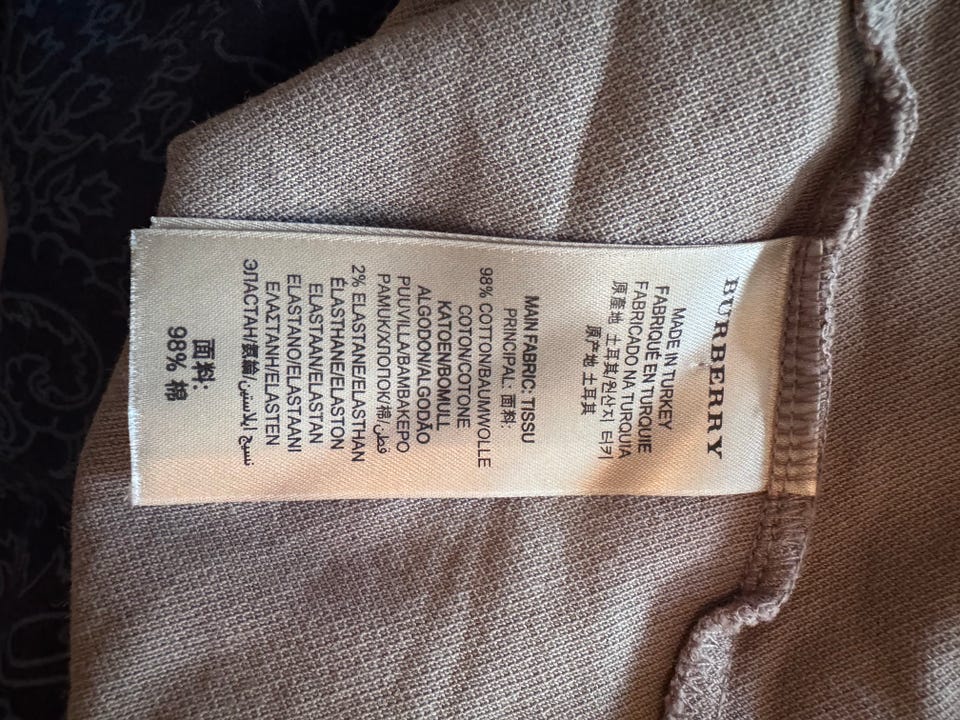 BURBERRY
MADE IN TURKEY
FABRIQUÉ EN TURQUIE
FABRICADO NA TURQUIA
原產地 土耳其/원산지 터키
原产地 土耳其
MAIN FABRIC: TISSU
PRINCIPAL: 面料:
98% COTTON/BAUMWOLLE
COTON/COTONE
KATOEN/BOMULL
ALGODON/ALGODÃO
PUUVILLA/BAMBAKEPO
PAMUK/ХЛОПОК/棉/قطن
2% ELASTANE/ELASTHAN
ÉLASTHANE/ELASTON
ELASTAAN/ELASTAN
ELASTANO/ELASTAANI
ΕΛΑΣΤΑΝΗ/ELASTEN
ЭЛАСТАН/氨綸/نسيج إيلاستين
面料:
98% 棉